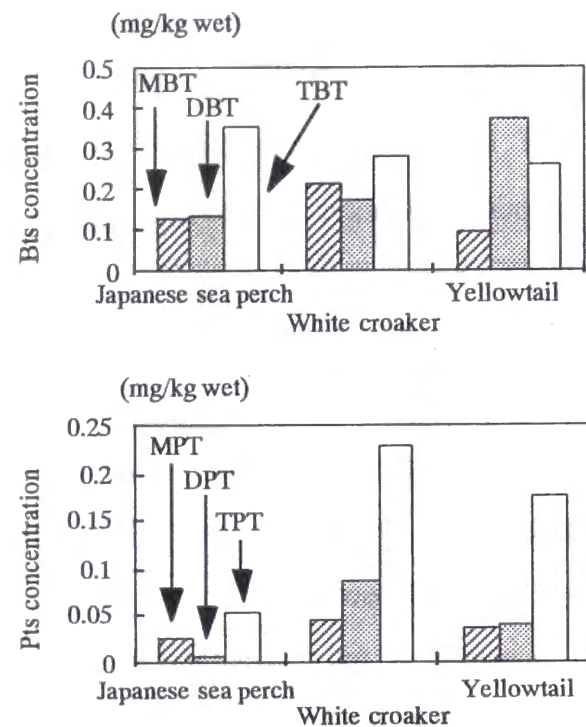 (mg/kg wet)
0.5
MBT
TBT
0.4
DBT
0.3
0.2
0.1
0
Bts concentration
Japanese sea perch
Yellowtail
White croaker
(mg/kg wet)
0.25
MPT
0.2
DPT
0.15
TPT
0.1
0.05
0
Pts concentration
Japanese sea perch
Yellowtail
White croaker